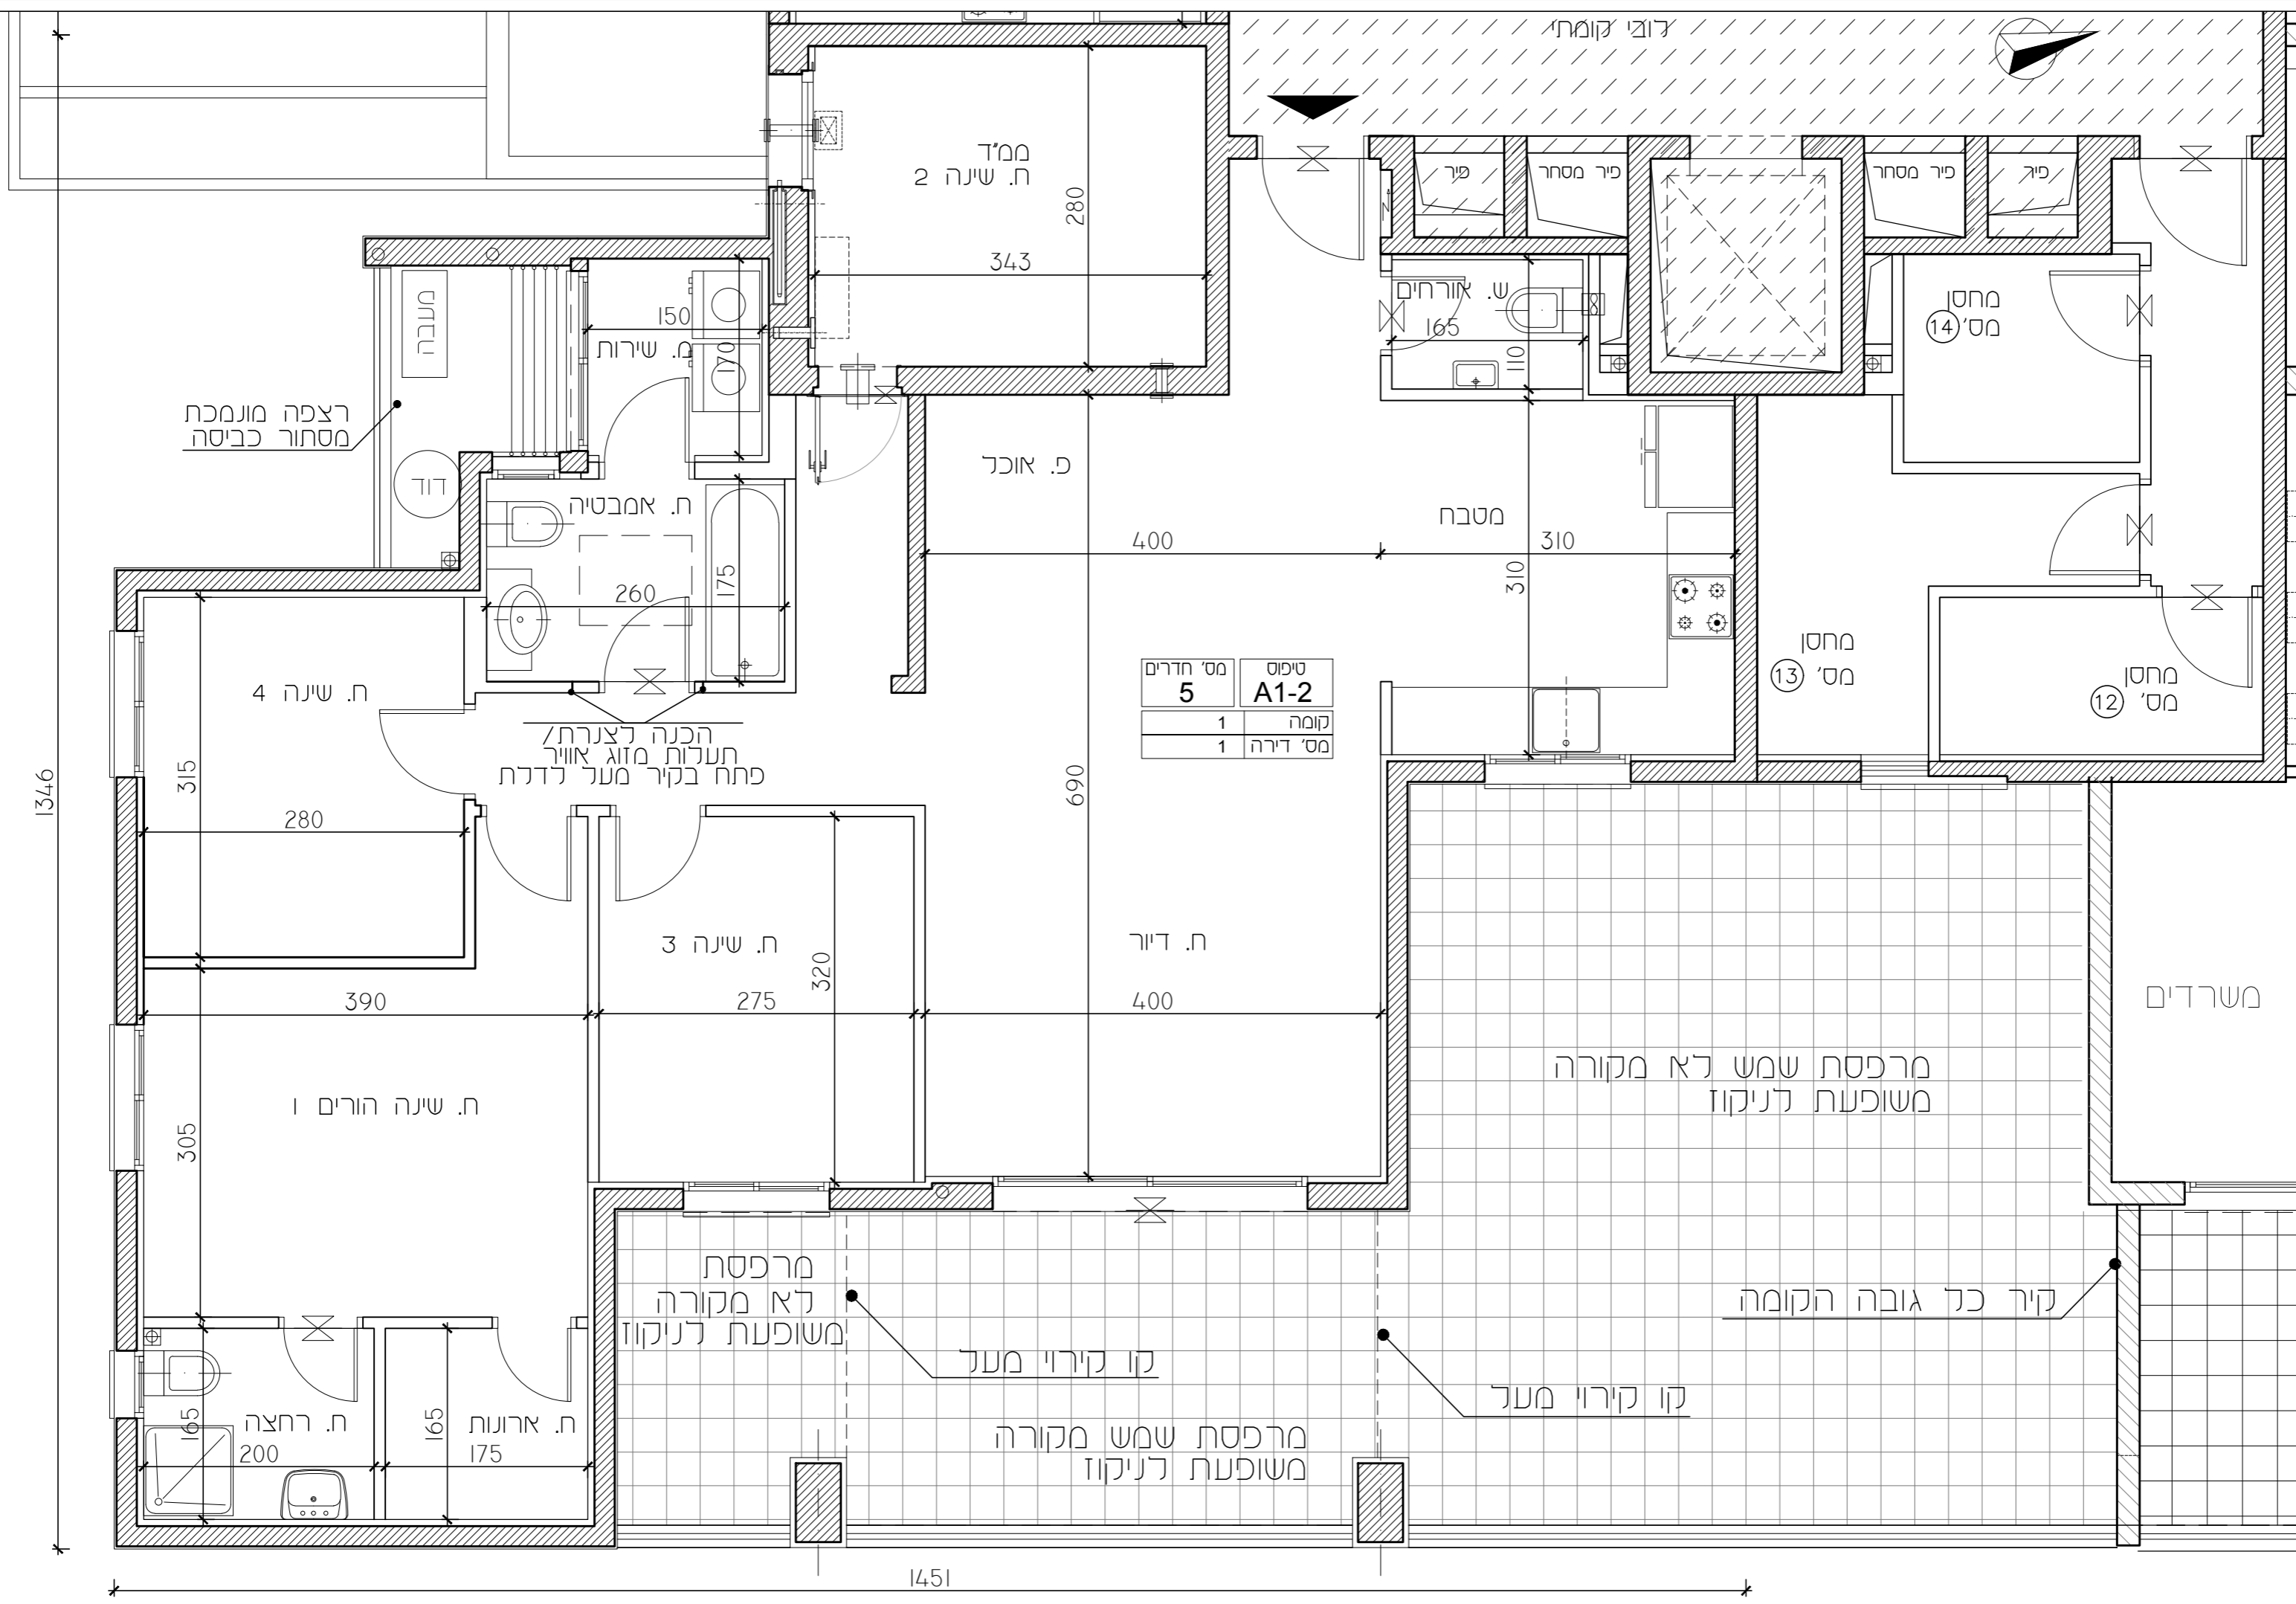 לובי קומתי
ממ"ד
ח. שינה 2
280
343
פיר
פיר מסחר
פיר מסחר
פיר
ש. אורחים
165
110
מחסן
מס' 14
מעבה
150
מ. שירות
170
רצפה מונמכת
מסתור כביסה
דוד
ח. אמבטיה
260
175
פ. אוכל
מטבח
400
310
310
מחסן
מס' 13
מחסן
מס' 12
טיפוס
A1-2
מס' חדרים
5
קומה 1
מס' דירה 1
ח. שינה 4
315
280
הכנה לצנרת/
תעלות מזוג אוויר
פתח בקיר מעל לדלת
1346
690
ח. שינה 3
320
275
ח. דיור
400
390
ח. שינה הורים 1
305
משרדים
מרפסת שמש לא מקורה
משופעת לניקוז
מרפסת
לא מקורה
משופעת לניקוז
קו קירוי מעל
קו קירוי מעל
קיר כל גובה הקומה
מרפסת שמש מקורה
משופעת לניקוז
ח. רחצה
165
200
ח. ארונות
165
175
1451